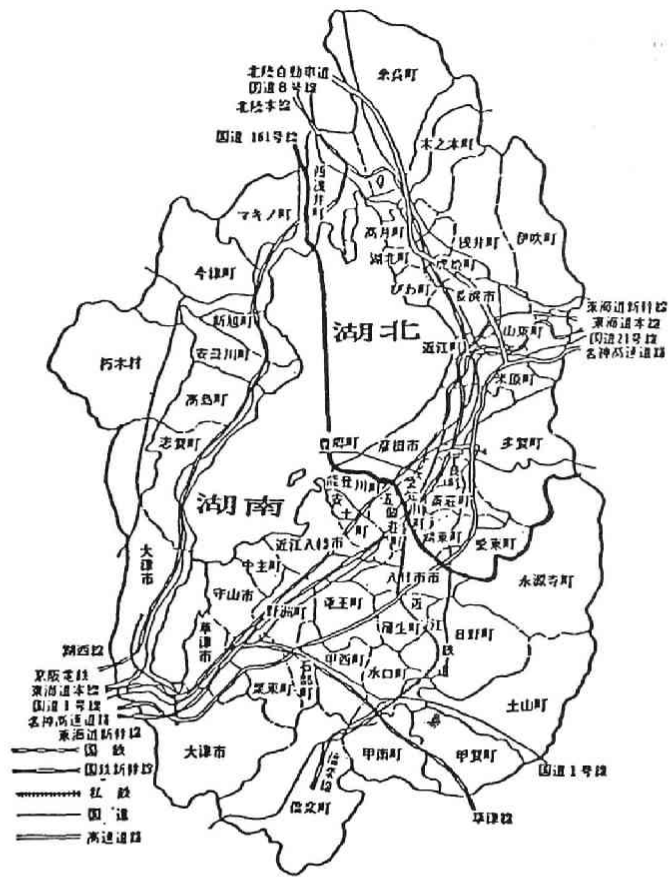 北陸自動車道
国道8号線
北陸本線
国道161号線
余呉町
木之本町
西浅井町
マキノ町
高月町
湖北町
びわ町
浅井町
虎姫町
伊吹町
長浜市
今津町
新旭町
安曇川町
朽木村
高島町
志賀町
湖北
近江町
山東町
米原町
東海道新幹線
東海道本線
国道21号線
名神高速道路
豊郷町
彦根市
多賀町
湖南
能登川町
安土町
五個荘町
愛知川町
秦荘町
湖東町
愛東町
永源寺町
大津市
近江八幡市
中主町
守山市
野洲町
竜王町
八日市市
蒲生町
近江鉄道
日野町
草津市
栗東町
石部町
甲西町
水口町
土山町
湖西線
京阪電鉄
東海道本線
国道1号線
名神高速道路
東海道新幹線
大津市
甲南町
甲賀町
信楽町
信楽線
国道1号線
草津線
国鉄
国鉄新幹線
私鉄
国道
高速道路